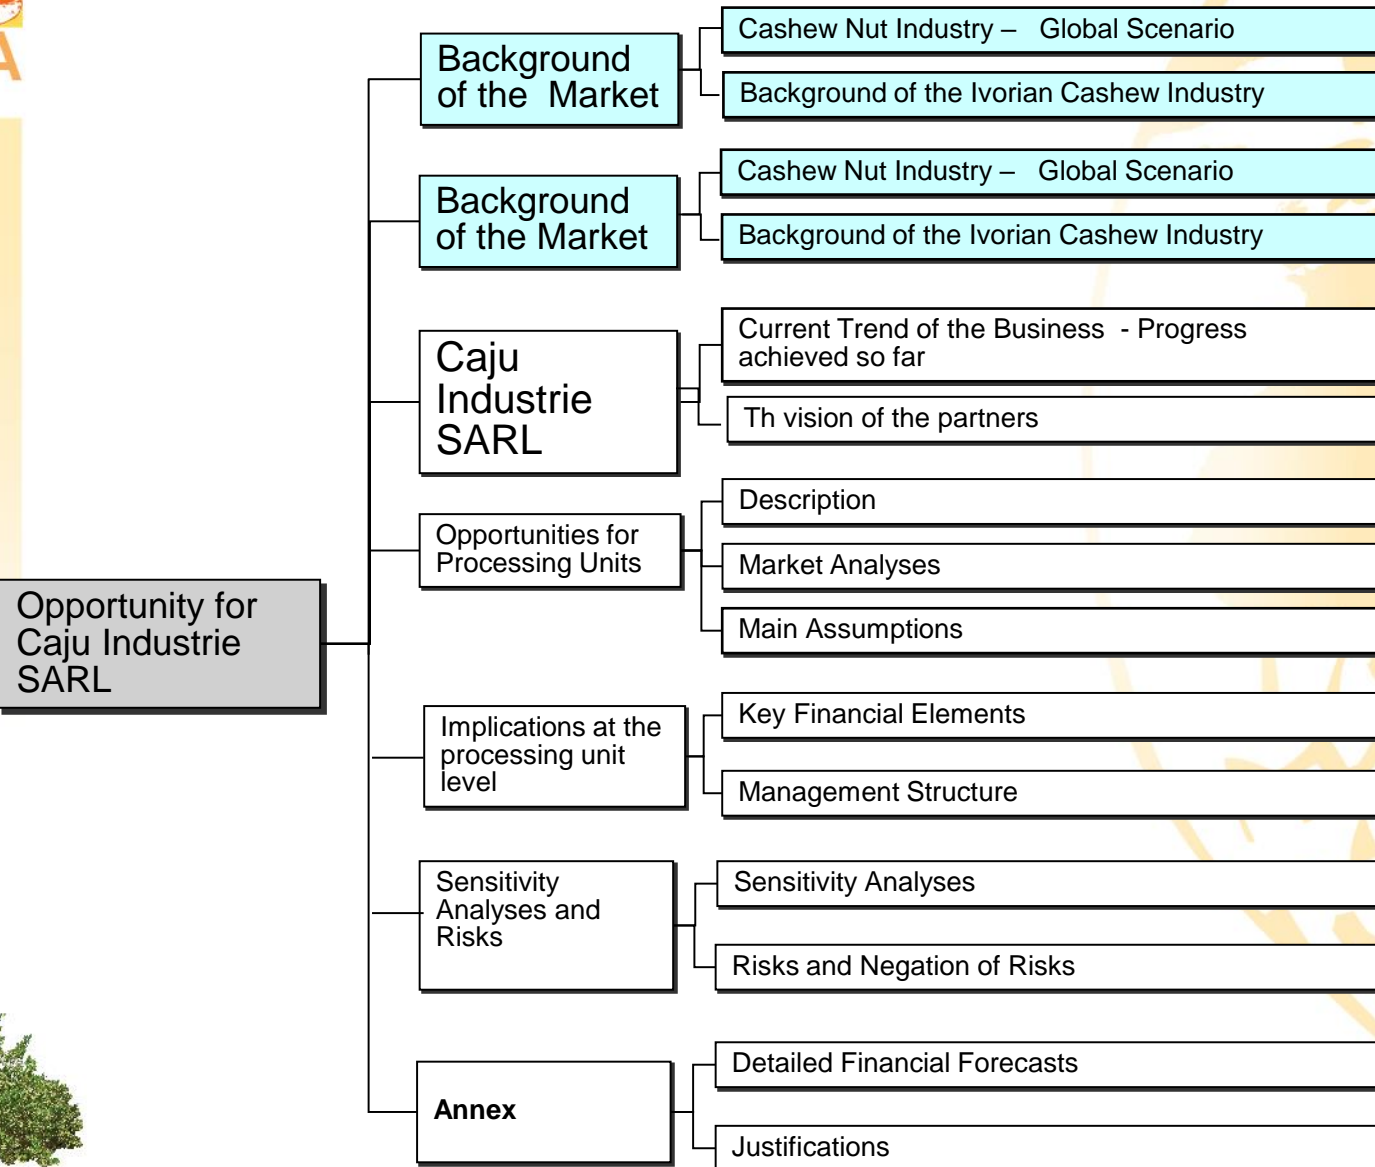 A
Opportunity for
Caju Industrie
SARL
Background
of the Market
Cashew Nut Industry – Global Scenario
Background of the Ivorian Cashew Industry
Background
of the Market
Cashew Nut Industry – Global Scenario
Background of the Ivorian Cashew Industry
Caju
Industrie
SARL
Current Trend of the Business - Progress
achieved so far
Th vision of the partners
Opportunities for
Processing Units
Description
Market Analyses
Main Assumptions
Implications at the
processing unit
level
Key Financial Elements
Management Structure
Sensitivity
Analyses and
Risks
Sensitivity Analyses
Risks and Negation of Risks
Annex
Detailed Financial Forecasts
Justifications